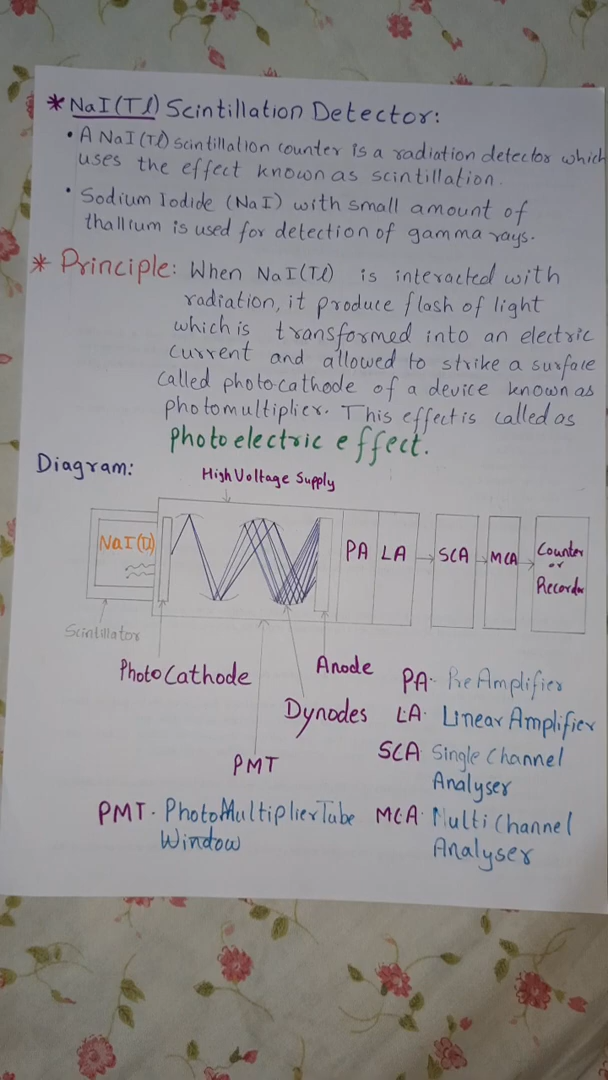 * NaI(Tl) Scintillation Detector:
• A NaI(Tl) scintillation counter is a radiation detector which
uses the effect known as scintillation.
• Sodium Iodide (NaI) with small amount of
thallium is used for detection of gamma rays.
* Principle: When NaI(Tl) is interacted with
radiation, it produce flash of light
which is transformed into an electric
current and allowed to strike a surface
called photocathode of a device known as
photomultiplier. This effect is called as
Photoelectric effect.
Diagram:
High Voltage Supply
NaI(Tl)
PA LA SCA MCA Counter
or
Recorder
Scintillator
Photo Cathode
Anode
Dynodes
PMT
PA- Pre Amplifier
LA- Linear Amplifier
SCA Single Channel
Analyser
PMT- PhotoMultiplierTube
Window
MCA- Multi Channel
Analyser